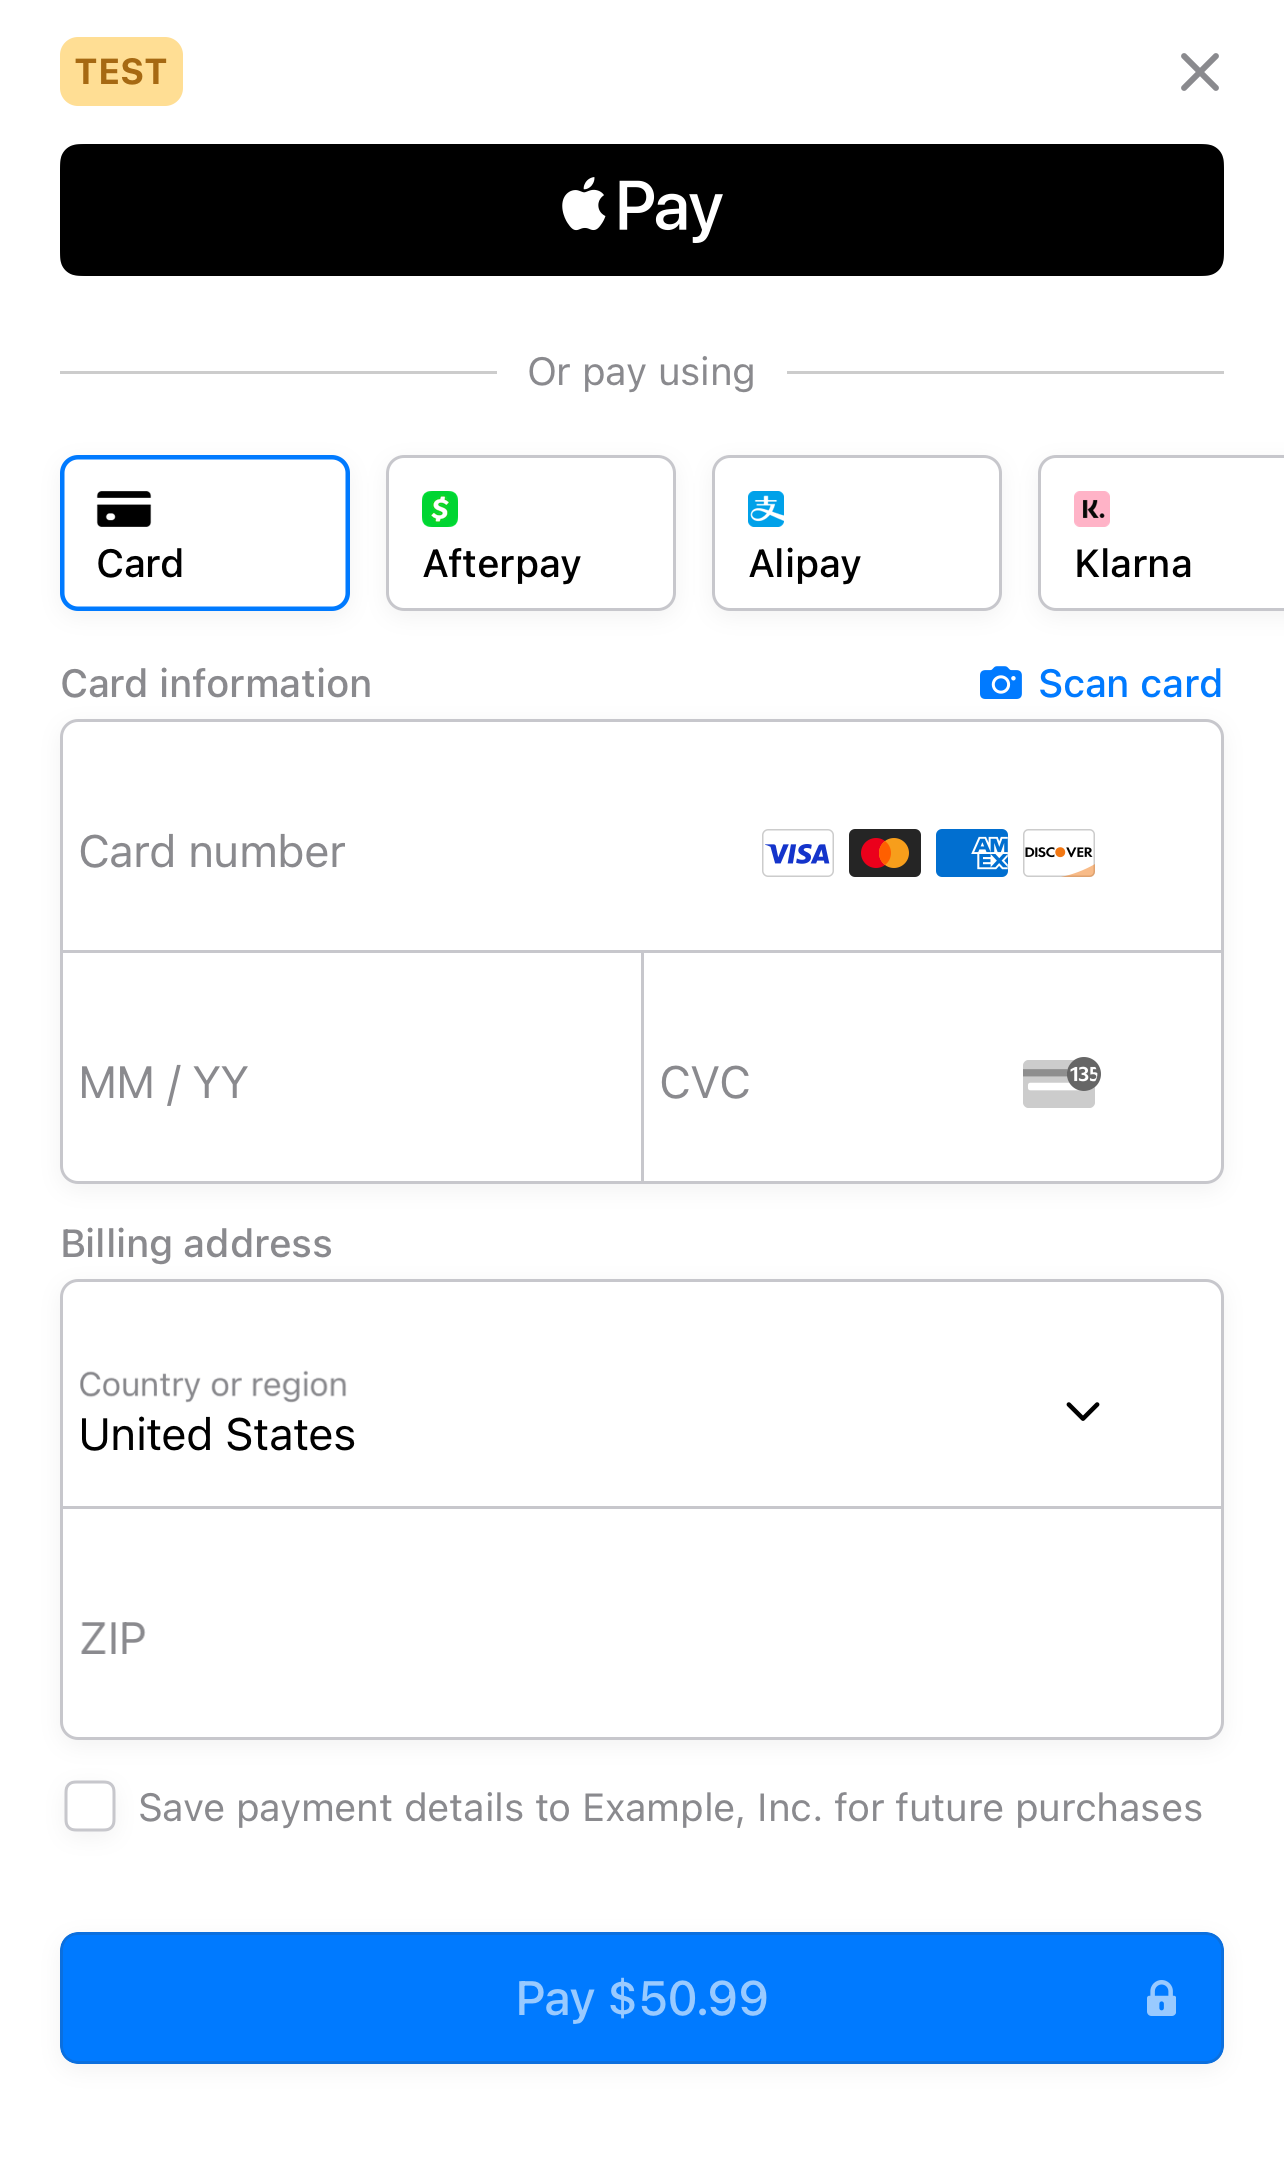 TEST
Pay
Or pay using
Card
Afterpay
Alipay
K.
Klarna
Card information
Scan card
Card number
VISA
AM
EX
DISCOVER
MM / YY
CVC
135
Billing address
Country or region
United States
ZIP
Save payment details to Example, Inc. for future purchases
Pay $50.99